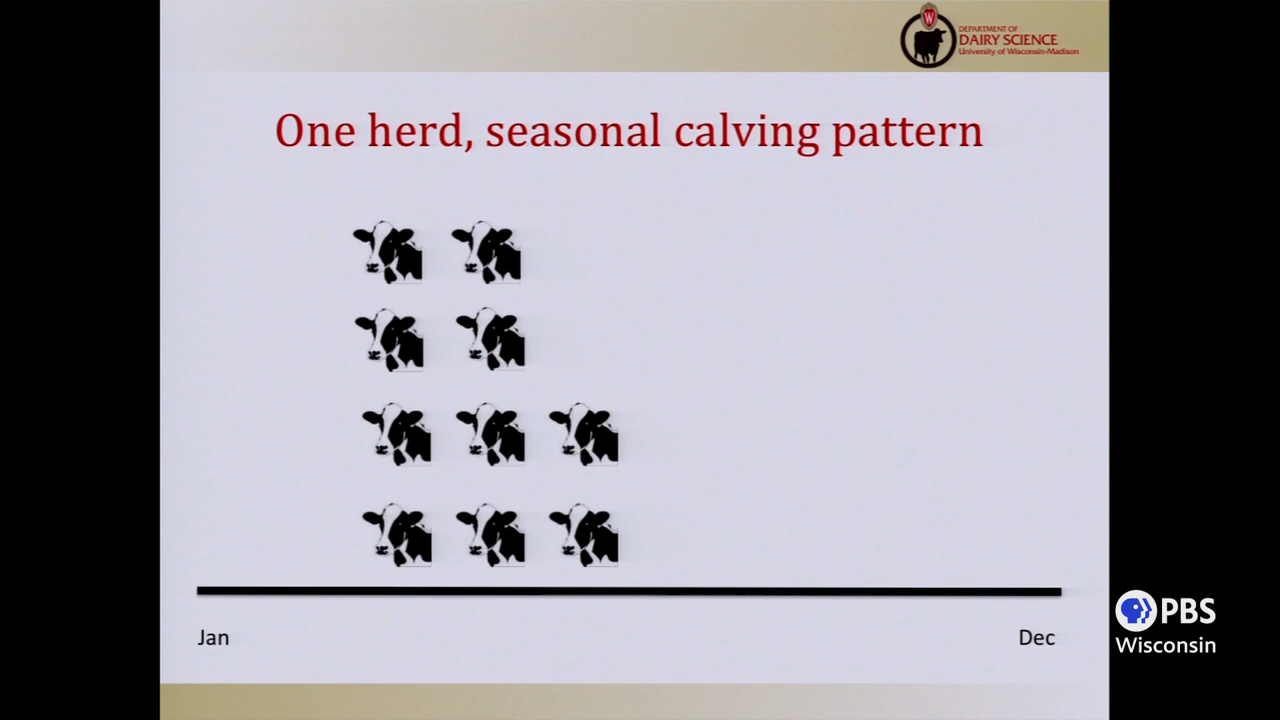 W
DEPARTMENT OF
DAIRY SCIENCE
University of Wisconsin-Madison
One herd, seasonal calving pattern
Jan
Dec
PBS
Wisconsin